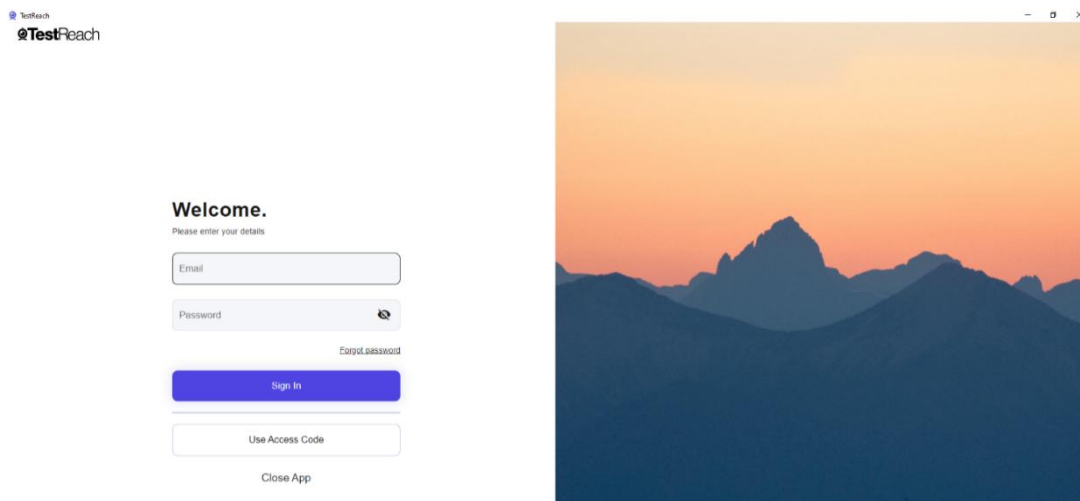 TestReach
TestReach
Welcome.
Please enter your details
Email
Password
Forgot password
Sign In
Use Access Code
Close App